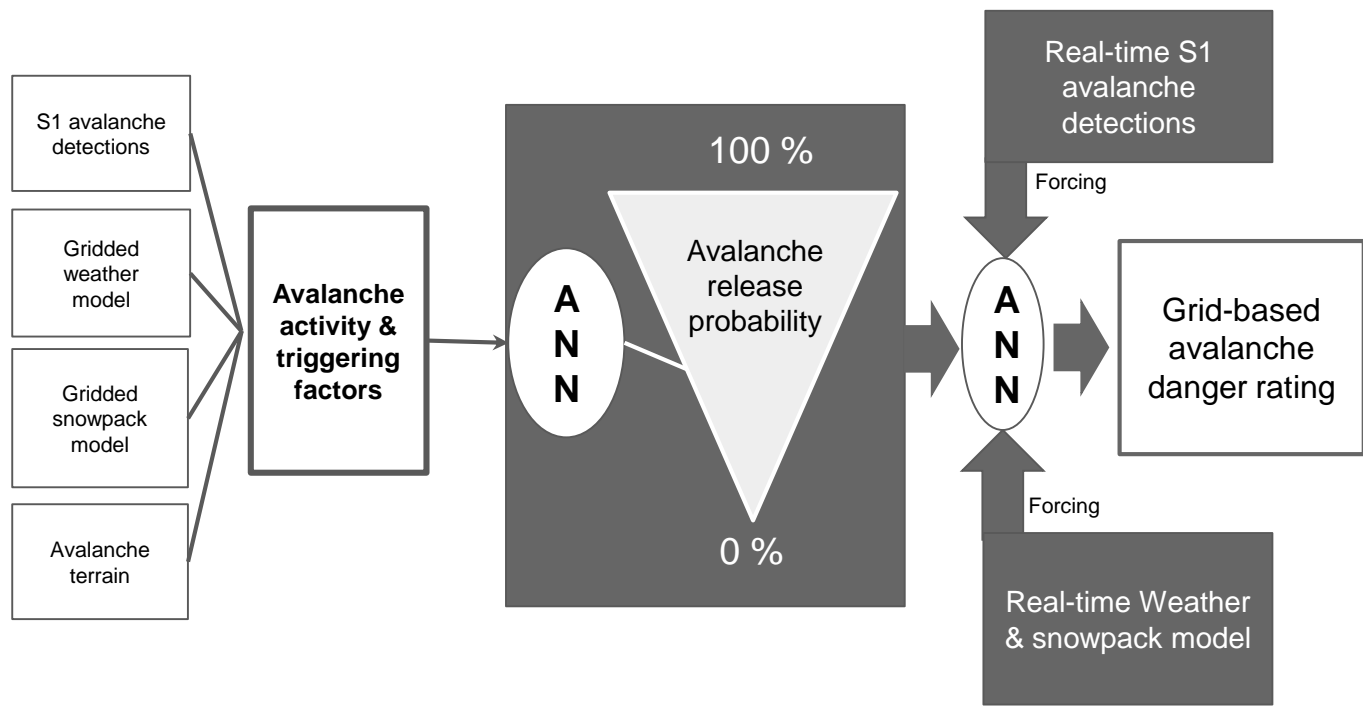 S1 avalanche
detections
Gridded
weather
model
Gridded
snowpack
model
Avalanche
terrain
Avalanche
activity &
triggering
factors
A
N
N
100 %
Avalanche
release
probability
0 %
Real-time S1
avalanche
detections
Forcing
A
N
N
Forcing
Real-time Weather
& snowpack model
Grid-based
avalanche
danger rating